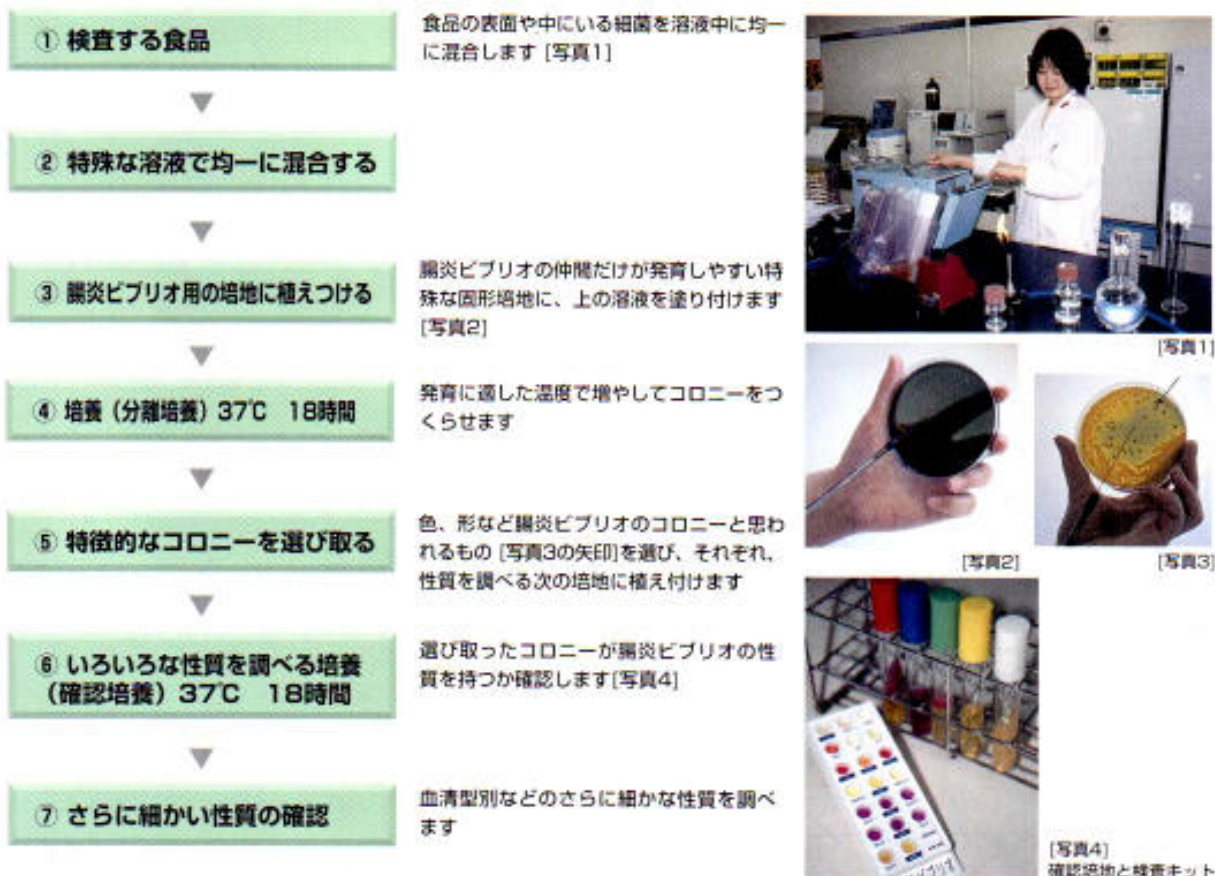 ① 検査する食品
食品の表面や中にいる細菌を溶液中に均一
に混合します [写真1]
② 特殊な溶液で均一に混合する
③ 腸炎ビブリオ用の培地に植えつける
腸炎ビブリオの仲間だけが発育しやすい特
殊な固形培地に、上の溶液を塗り付けます
[写真2]
④ 培養（分離培養）37℃ 18時間
発育に適した温度で増やしてコロニーをつ
くらせます
⑤ 特徴的なコロニーを選び取る
色、形など腸炎ビブリオのコロニーと思わ
れるもの [写真3の矢印]を選び、それぞれ、
性質を調べる次の培地に植え付けます
⑥ いろいろな性質を調べる培養
（確認培養）37℃ 18時間
選び取ったコロニーが腸炎ビブリオの性
質を持つか確認します[写真4]
⑦ さらに細かい性質の確認
血清型別などのさらに細かな性質を調べ
ます
[写真1]
[写真2]
[写真3]
[写真4]
確認培地と検査キット